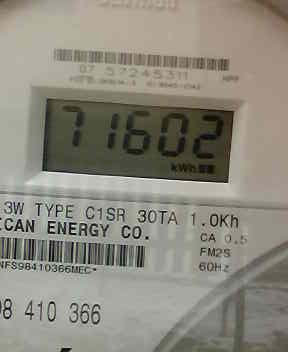 07 57245311
71602
kWh
3W TYPE C1SR 30TA 1.0Kh
ICAN ENERGY CO.
CA 0.5
FM2S
60Hz
NFS98410366MEC*
98 410 366